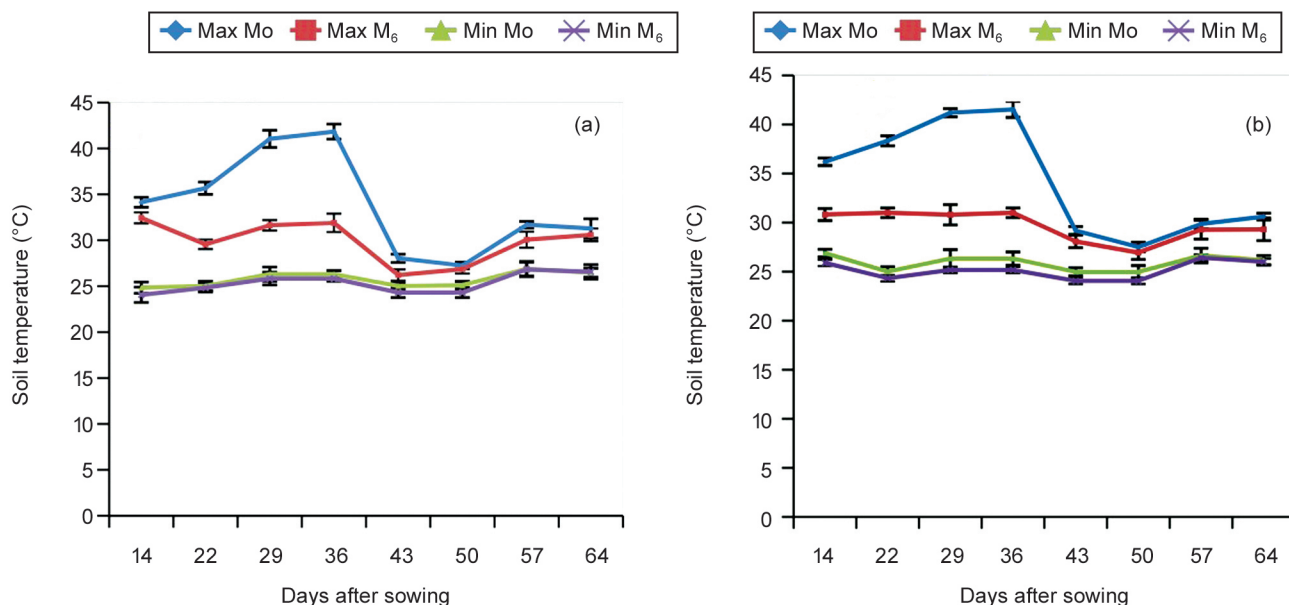 Max Mo Max M₆ Min Mo Min M₆
(a)
Soil temperature (°C)
45
40
35
30
25
20
15
10
5
0
14 22 29 36 43 50 57 64
Days after sowing
Max Mo Max M₆ Min Mo Min M₆
(b)
Soil temperature (°C)
45
40
35
30
25
20
15
10
5
0
14 22 29 36 43 50 57 64
Days after sowing